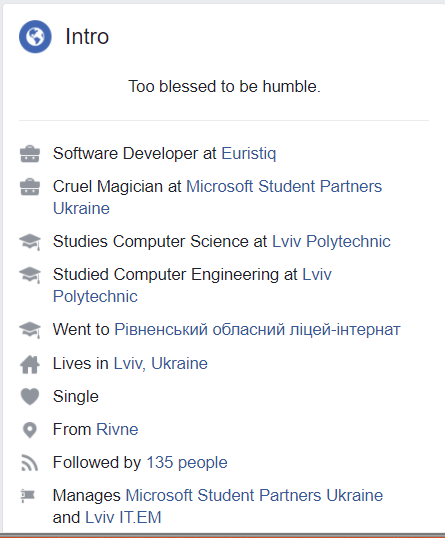 Intro
Too blessed to be humble.
Software Developer at Euristiq
Cruel Magician at Microsoft Student Partners
Ukraine
Studies Computer Science at Lviv Polytechnic
Studied Computer Engineering at Lviv
Polytechnic
Went to Рівненський обласний ліцей-інтернат
Lives in Lviv, Ukraine
Single
From Rivne
Followed by 135 people
Manages Microsoft Student Partners Ukraine
and Lviv IT.EM